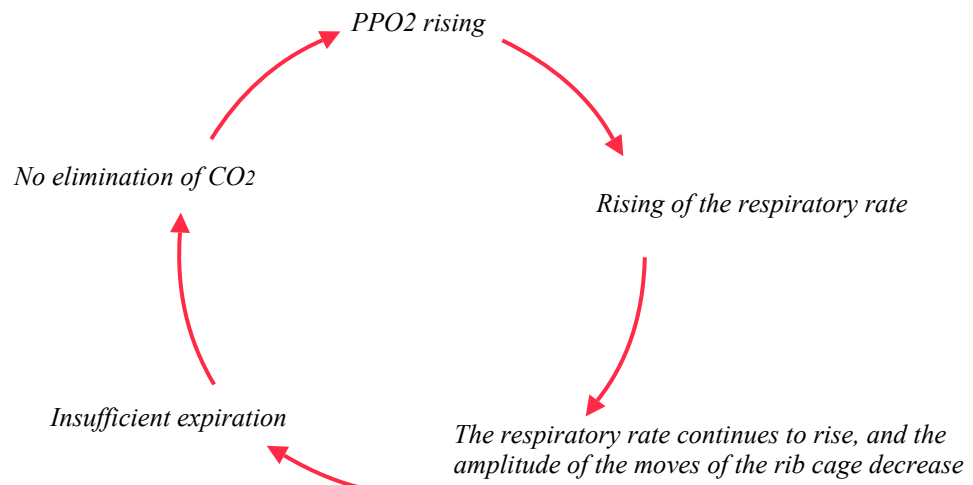 PPO2 rising
Rising of the respiratory rate
The respiratory rate continues to rise, and the
amplitude of the moves of the rib cage decrease
Insufficient expiration
No elimination of CO2